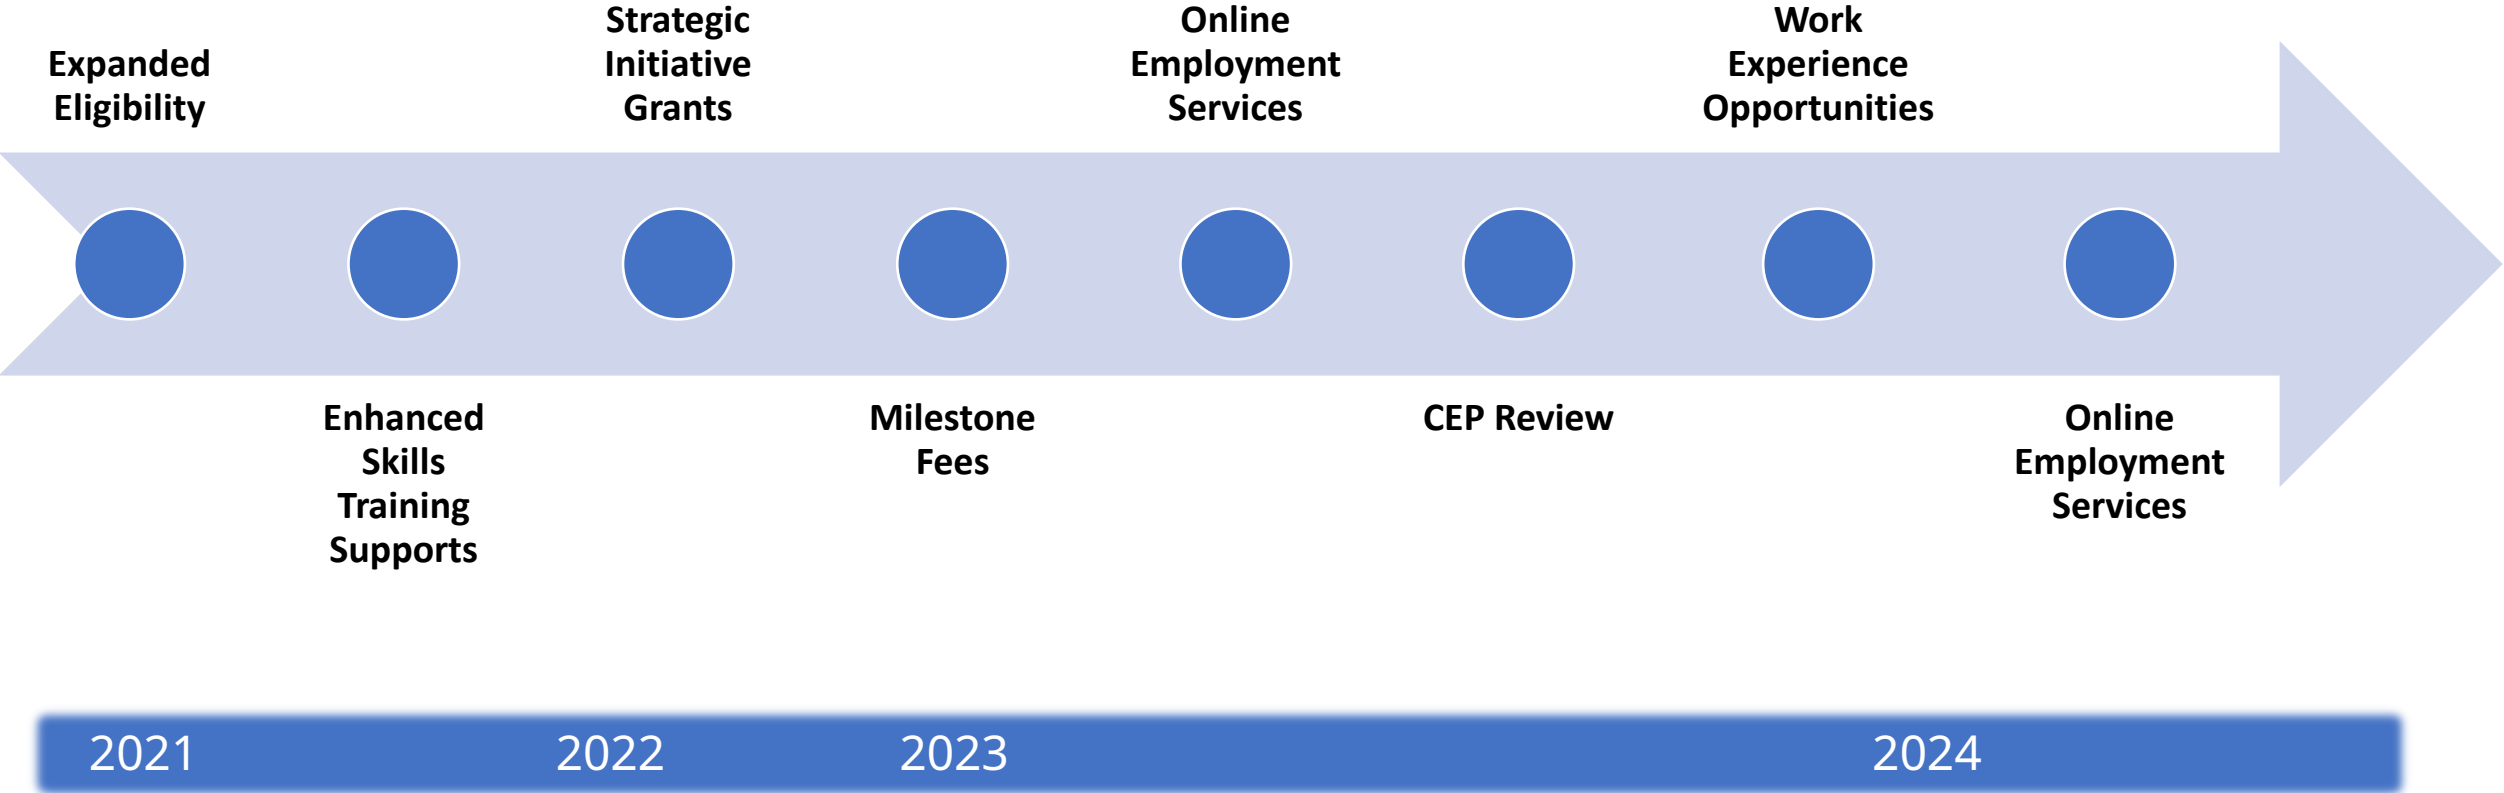 Expanded
Eligibility
Strategic
Initiative
Grants
Online
Employment
Services
Work
Experience
Opportunities
Enhanced
Skills
Training
Supports
Milestone
Fees
CEP Review
Online
Employment
Services
2021
2022
2023
2024